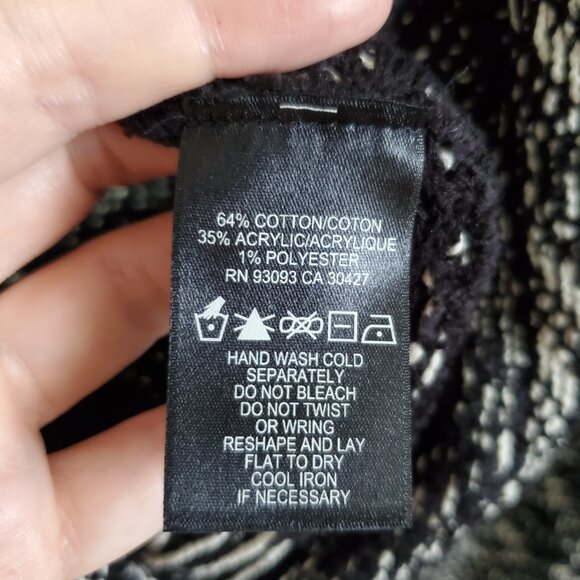 64% COTTON/COTON
35% ACRYLIC/ACRYLIQUE
1% POLYESTER
RN 93093 CA 30427
HAND WASH COLD
SEPARATELY
DO NOT BLEACH
DO NOT TWIST
OR WRING
RESHAPE AND LAY
FLAT TO DRY
COOL IRON
IF NECESSARY